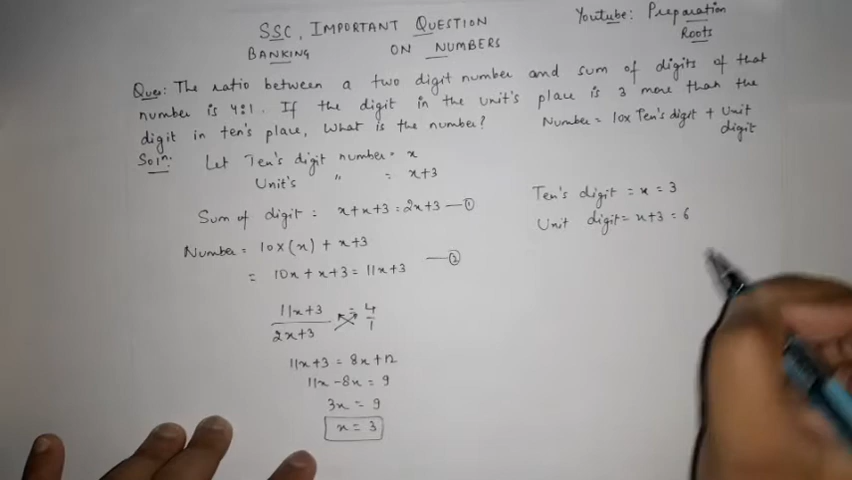 SSC, IMPORTANT QUESTION
BANKING ON NUMBERS
Youtube: Preparation
Roots
Ques: The ratio between a two digit number and sum of digits of that
number is 4:1. If the digit in the unit's place is 3 more than the
digit in ten's place, What is the number?
Number = 10x Ten's digit + Unit
digit
Soln: Let Ten's digit number = x
Unit's " = x+3
Sum of digit = x+x+3 = 2x+3 — ①
Number = 10x(x) + x+3
= 10x + x+3 = 11x+3 — ②
11x+3 = 4
2x+3 1
11x+3 = 8x+12
11x - 8x = 9
3x = 9
x = 3
Ten's digit = x = 3
Unit digit = x+3 = 6